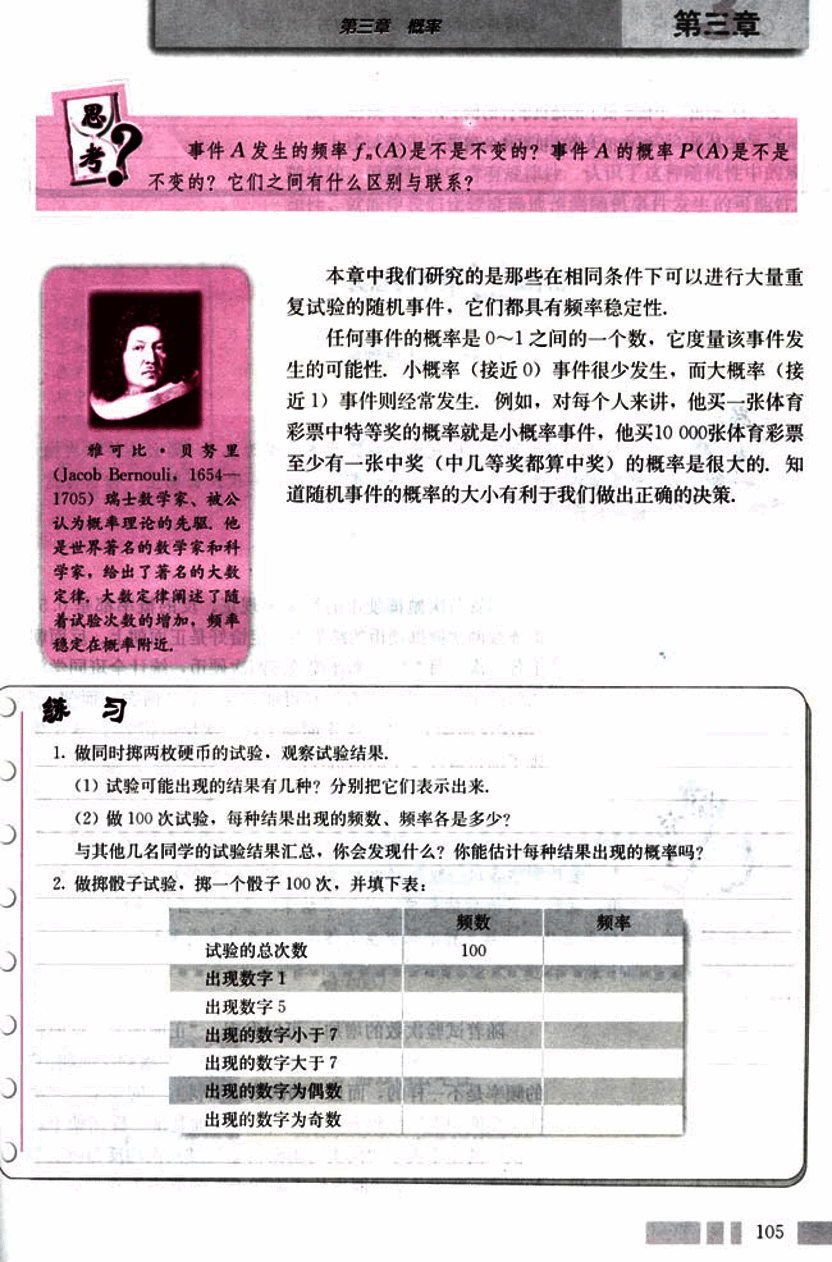 第三章 概率
第三章
思考?
事件 A 发生的频率 fₙ(A)是不是不变的? 事件 A 的概率 P(A)是不是
不变的? 它们之间有什么区别与联系?
本章中我们研究的是那些在相同条件下可以进行大量重
复试验的随机事件,它们都具有频率稳定性.
任何事件的概率是 0~1 之间的一个数,它度量该事件发
生的可能性. 小概率(接近 0)事件很少发生,而大概率(接
近 1)事件则经常发生. 例如,对每个人来讲,他买一张体育
彩票中特等奖的概率就是小概率事件,他买10 000张体育彩票
至少有一张中奖(中几等奖都算中奖)的概率是很大的. 知
道随机事件的概率的大小有利于我们做出正确的决策.
雅可比·贝努里
(Jacob Bernouli, 1654—
1705) 瑞士数学家、被公
认为概率理论的先驱. 他
是世界著名的数学家和科
学家,给出了著名的大数
定律. 大数定律阐述了随
着试验次数的增加,频率
稳定在概率附近.
练 习
1. 做同时掷两枚硬币的试验,观察试验结果.
(1) 试验可能出现的结果有几种? 分别把它们表示出来.
(2) 做 100 次试验,每种结果出现的频数、频率各是多少?
与其他几名同学的试验结果汇总,你会发现什么? 你能估计每种结果出现的概率吗?
2. 做掷骰子试验,掷一个骰子 100 次,并填下表:
频数 频率
试验的总次数 100
出现数字 1
出现数字 5
出现的数字小于 7
出现的数字大于 7
出现的数字为偶数
出现的数字为奇数
105